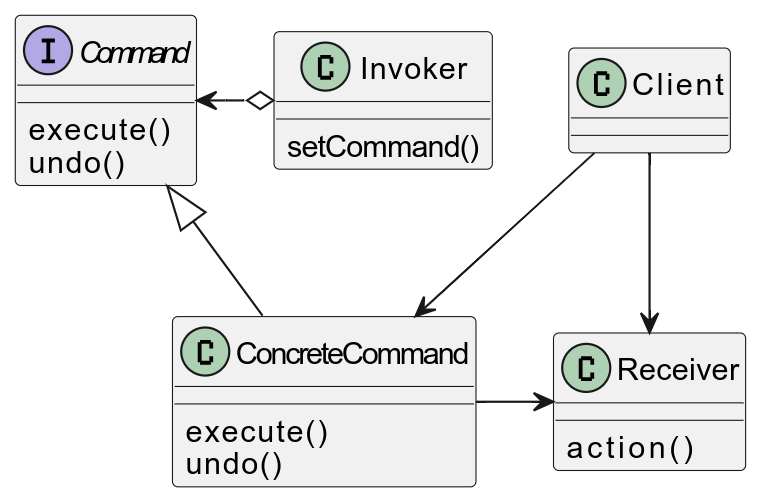 I Command
execute()
undo()
C Invoker
setCommand()
C Client
C ConcreteCommand
execute()
undo()
C Receiver
action()